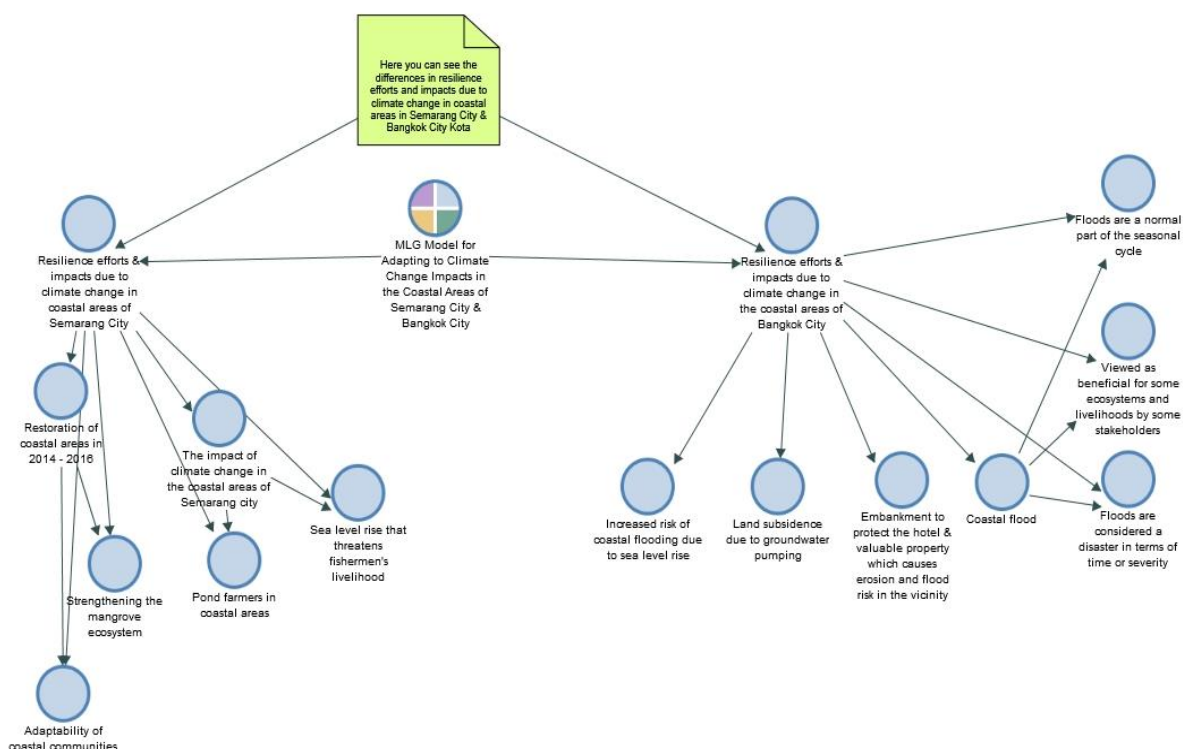 Here you can see the
differences in resilience
efforts and impacts due to
climate change in coastal
areas in Semarang City &
Bangkok City Kota
MLG Model for
Adapting to Climate
Change Impacts in
the Coastal Areas of
Semarang City &
Bangkok City
Resilience efforts &
impacts due to
climate change in
coastal areas of
Semarang City
Restoration of
coastal areas in
2014 - 2016
The impact of
climate change in
the coastal areas of
Semarang city
Sea level rise that
threatens
fishermen's
livelihood
Strengthening the
mangrove
ecosystem
Pond farmers in
coastal areas
Adaptability of
coastal communities
Resilience efforts &
impacts due to
climate change in
the coastal areas of
Bangkok City
Increased risk of
coastal flooding due
to sea level rise
Land subsidence
due to groundwater
pumping
Embankment to
protect the hotel &
valuable property
which causes
erosion and flood
risk in the vicinity
Coastal flood
Floods are a normal
part of the seasonal
cycle
Viewed as
beneficial for some
ecosystems and
livelihoods by some
stakeholders
Floods are
considered a
disaster in terms of
time or severity